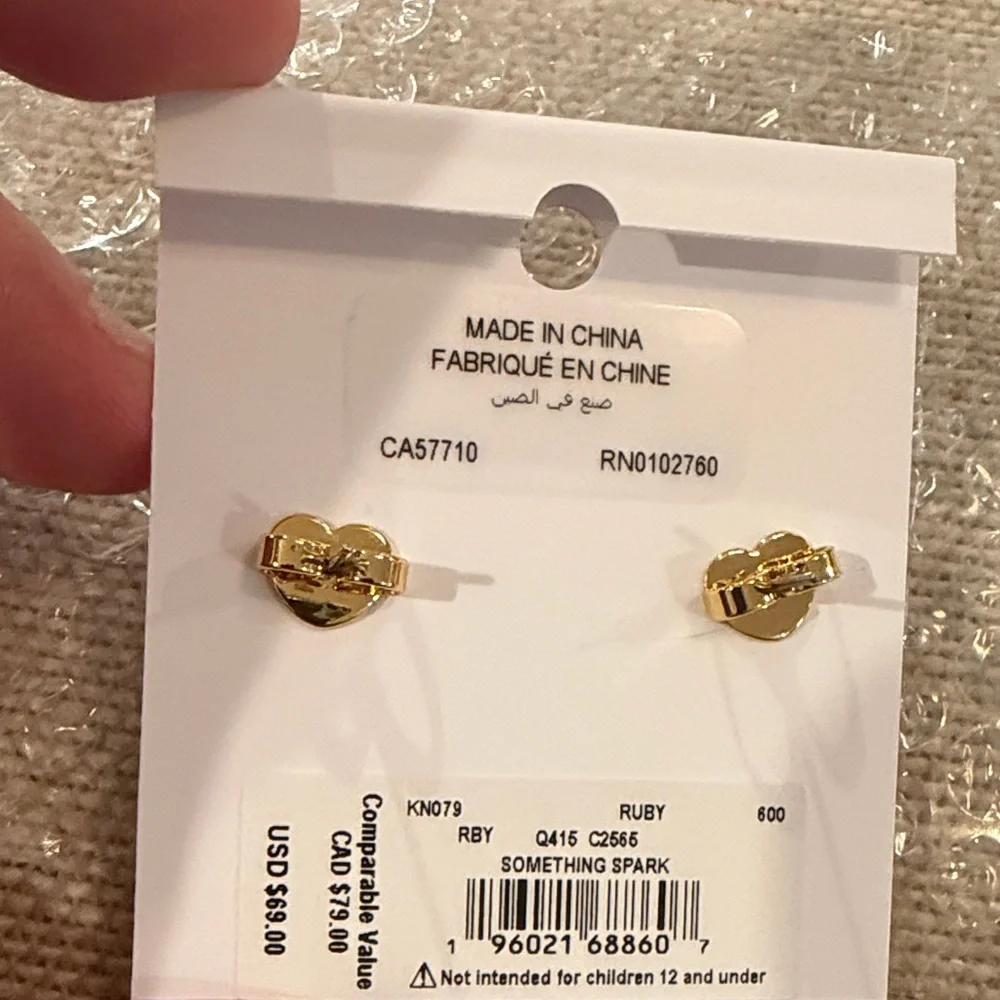 MADE IN CHINA
FABRIQUÉ EN CHINE
صنع في الصين
CA57710 RN0102760
KN079 RUBY 600
RBY Q415 C2565
SOMETHING SPARK
1 96021 68860 7
⚠Not intended for children 12 and under
Comparable Value
CAD $79.00
USD $69.00